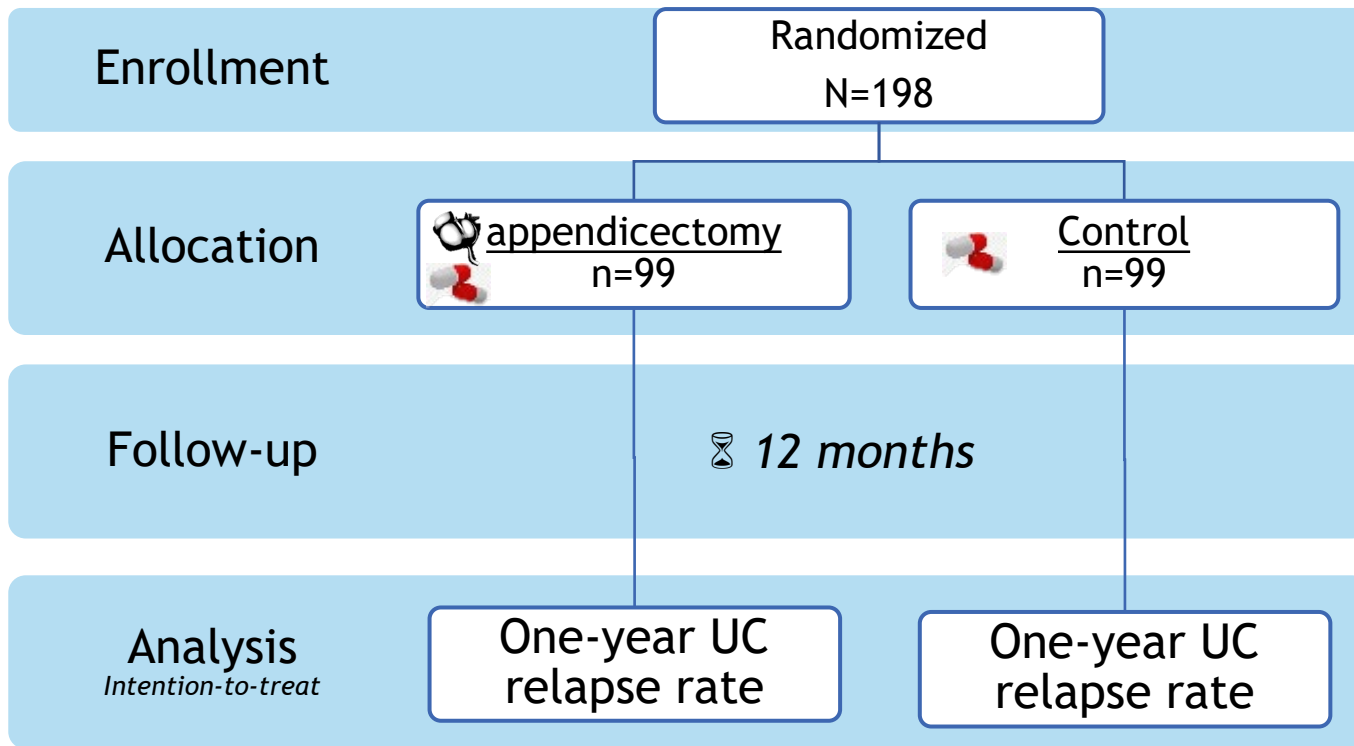 Enrollment
Randomized
N=198
Allocation
appendicectomy
n=99
Control
n=99
Follow-up
⏳ 12 months
Analysis
Intention-to-treat
One-year UC
relapse rate
One-year UC
relapse rate